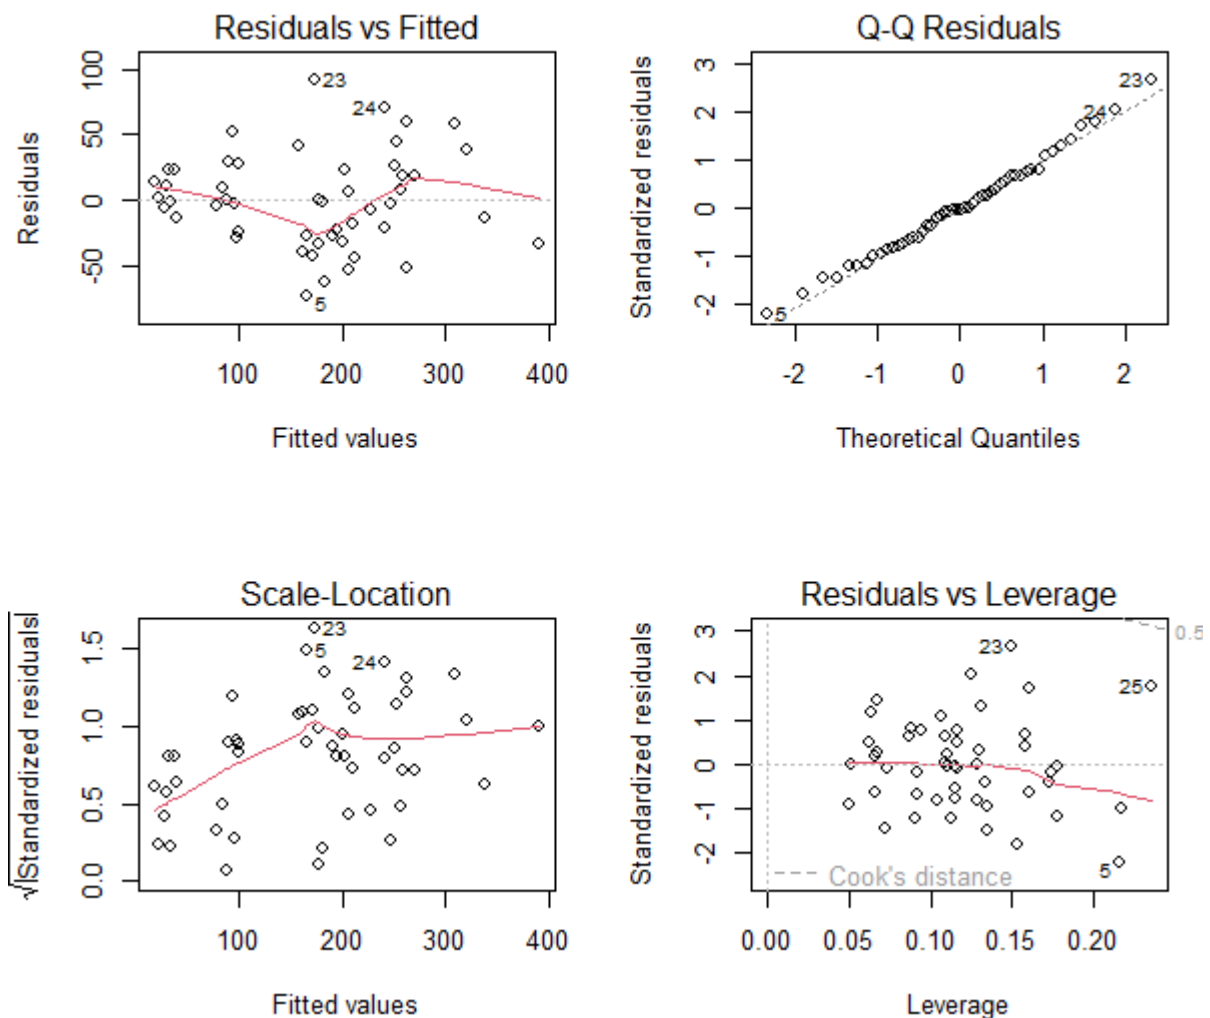 Residuals vs Fitted
Residuals
100
50
0
-50
23
24
5
100 200 300 400
Fitted values
Q-Q Residuals
Standardized residuals
3
2
1
0
-1
-2
23
24
5
-2 -1 0 1 2
Theoretical Quantiles
Scale-Location
√|Standardized residuals|
1.5
1.0
0.5
0.0
23
5
24
100 200 300 400
Fitted values
Residuals vs Leverage
Standardized residuals
3
2
1
0
-1
-2
0.5
23
25
5
Cook's distance
0.00 0.05 0.10 0.15 0.20
Leverage